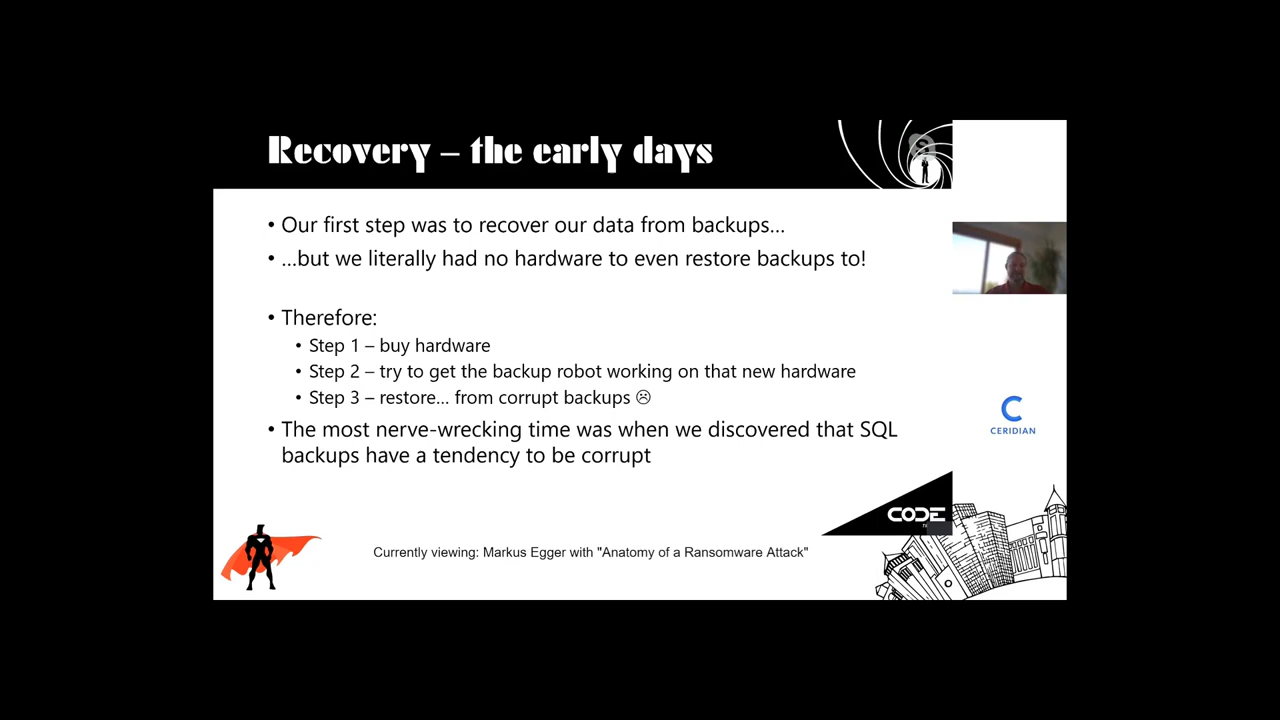 Recovery – the early days
• Our first step was to recover our data from backups...
• ...but we literally had no hardware to even restore backups to!
• Therefore:
• Step 1 – buy hardware
• Step 2 – try to get the backup robot working on that new hardware
• Step 3 – restore... from corrupt backups ☹
• The most nerve-wrecking time was when we discovered that SQL
backups have a tendency to be corrupt
CERIDIAN
CODE
Currently viewing: Markus Egger with "Anatomy of a Ransomware Attack"